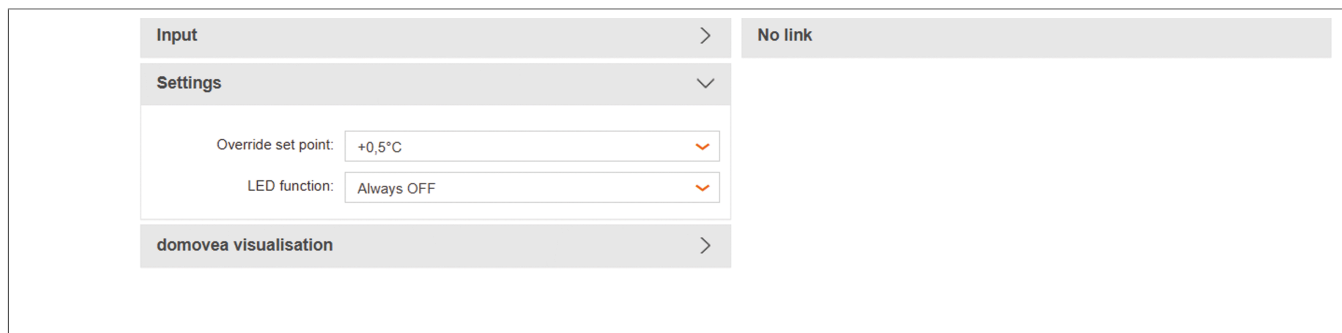 Input
No link
Settings
Override set point: +0,5°C
LED function: Always OFF
domovea visualisation